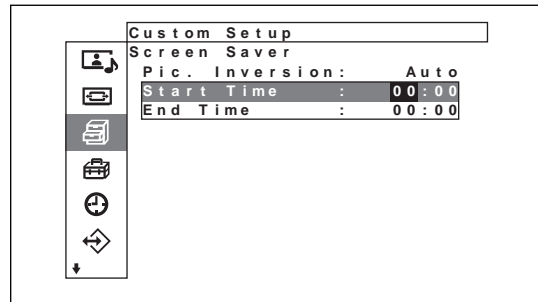 Custom Setup
Screen Saver
Pic. Inversion: Auto
Start Time : 00:00
End Time : 00:00